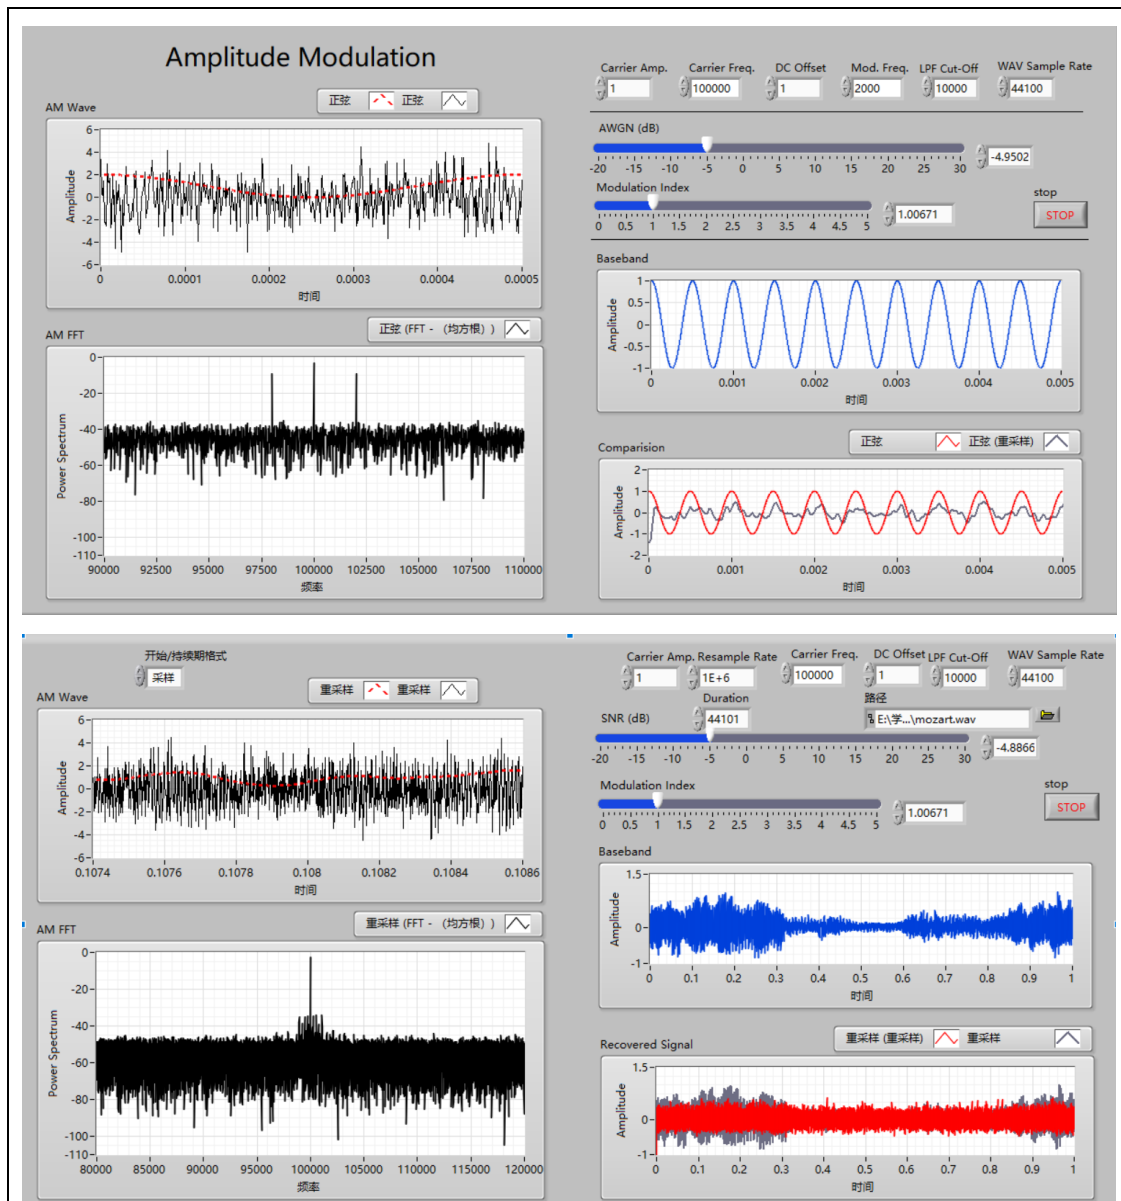 Amplitude Modulation
Carrier Amp. Carrier Freq. DC Offset Mod. Freq. LPF Cut-Off WAV Sample Rate
1 100000 1 2000 10000 44100
AM Wave
正弦 正弦
6
4
2
0
-2
-4
-6
Amplitude
0 0.0001 0.0002 0.0003 0.0004 0.0005
时间
AWGN (dB)
-20 -15 -10 -5 0 5 10 15 20 25 30
-4.9502
Modulation Index
0 0.5 1 1.5 2 2.5 3 3.5 4 4.5 5
1.00671
stop
STOP
Baseband
1
0.5
0
-0.5
-1
Amplitude
0 0.001 0.002 0.003 0.004 0.005
时间
AM FFT
正弦 (FFT - （均方根）)
0
-20
-40
-60
-80
-100
-110
Power Spectrum
90000 92500 95000 97500 100000 102500 105000 107500 110000
频率
Comparision
正弦 正弦 (重采样)
2
1
0
-1
-2
Amplitude
0 0.001 0.002 0.003 0.004 0.005
时间
开始/持续期格式
采样
Carrier Amp. Resample Rate Carrier Freq. DC Offset LPF Cut-Off WAV Sample Rate
1 1E+6 100000 1 10000 44100
Duration
44101
路径
E:\学...\mozart.wav
SNR (dB)
-20 -15 -10 -5 0 5 10 15 20 25 30
-4.8866
Modulation Index
0 0.5 1 1.5 2 2.5 3 3.5 4 4.5 5
1.00671
stop
STOP
AM Wave
重采样 重采样
6
4
2
0
-2
-4
-6
Amplitude
0.1074 0.1076 0.1078 0.108 0.1082 0.1084 0.1086
时间
Baseband
1.5
0
-1
Amplitude
0 0.1 0.2 0.3 0.4 0.5 0.6 0.7 0.8 0.9 1
时间
AM FFT
重采样 (FFT - （均方根）)
0
-20
-40
-60
-80
-100
-110
Power Spectrum
80000 85000 90000 95000 100000 105000 110000 115000 120000
频率
Recovered Signal
重采样 (重采样) 重采样
1.5
0
-1
Amplitude
0 0.1 0.2 0.3 0.4 0.5 0.6 0.7 0.8 0.9 1
时间